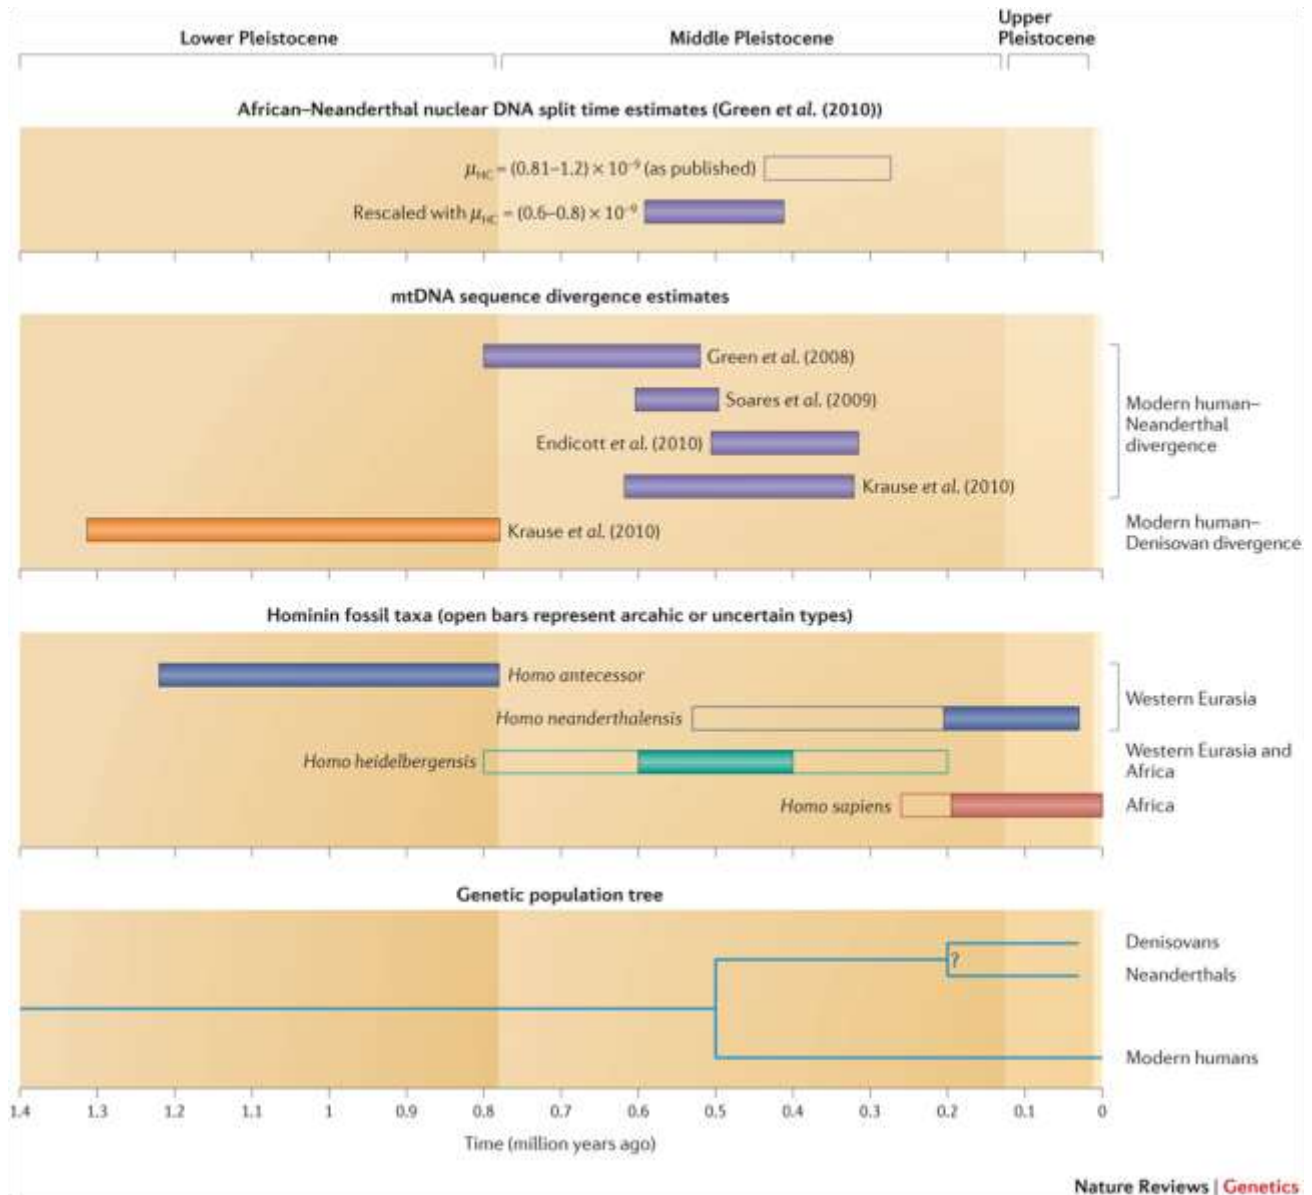 Lower Pleistocene
Middle Pleistocene
Upper
Pleistocene
African–Neanderthal nuclear DNA split time estimates (Green et al. (2010))
μHC = (0.81–1.2) × 10⁻⁹ (as published)
Rescaled with μHC = (0.6–0.8) × 10⁻⁹
mtDNA sequence divergence estimates
Green et al. (2008)
Soares et al. (2009)
Endicott et al. (2010)
Krause et al. (2010)
Modern human–
Neanderthal
divergence
Krause et al. (2010)
Modern human–
Denisovan divergence
Hominin fossil taxa (open bars represent arcahic or uncertain types)
Homo antecessor
Homo neanderthalensis
Western Eurasia
Homo heidelbergensis
Western Eurasia and
Africa
Homo sapiens
Africa
Genetic population tree
Denisovans
?
Neanderthals
Modern humans
1.4 1.3 1.2 1.1 1 0.9 0.8 0.7 0.6 0.5 0.4 0.3 0.2 0.1 0
Time (million years ago)
Nature Reviews | Genetics